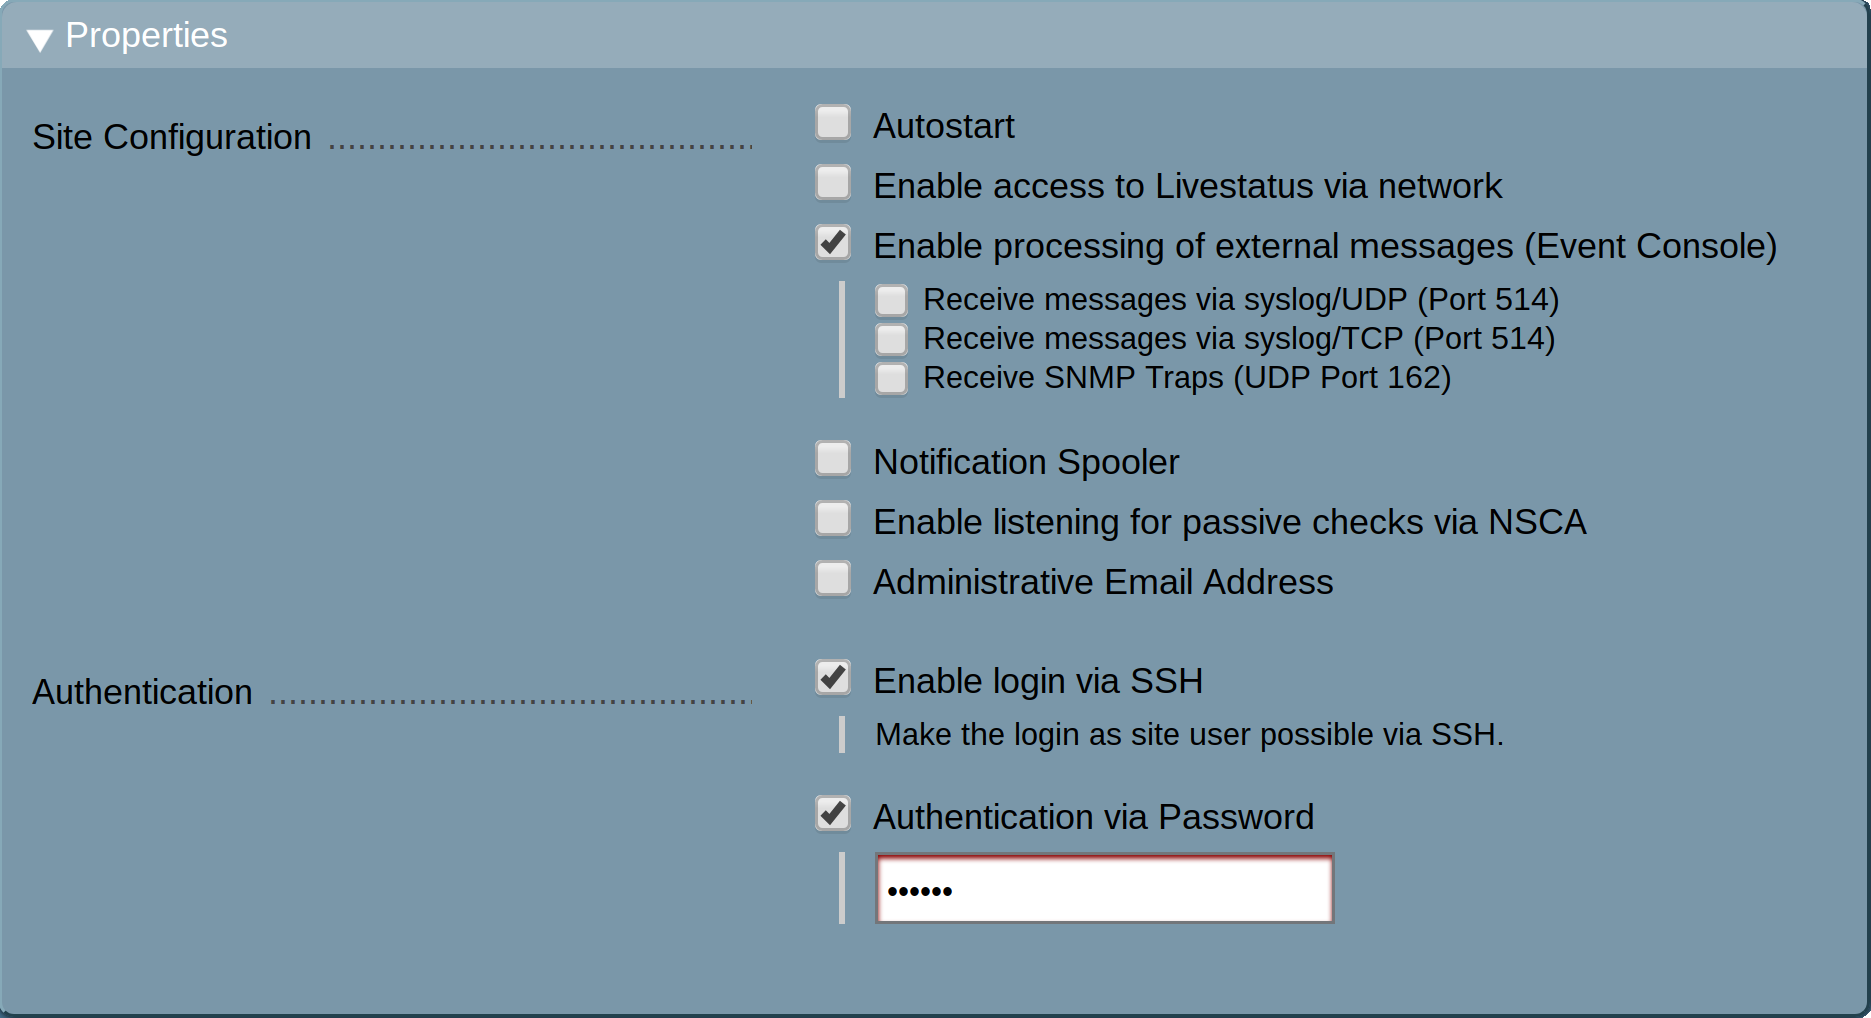 Properties
Site Configuration
Autostart
Enable access to Livestatus via network
Enable processing of external messages (Event Console)
Receive messages via syslog/UDP (Port 514)
Receive messages via syslog/TCP (Port 514)
Receive SNMP Traps (UDP Port 162)
Notification Spooler
Enable listening for passive checks via NSCA
Administrative Email Address
Authentication
Enable login via SSH
Make the login as site user possible via SSH.
Authentication via Password
••••••